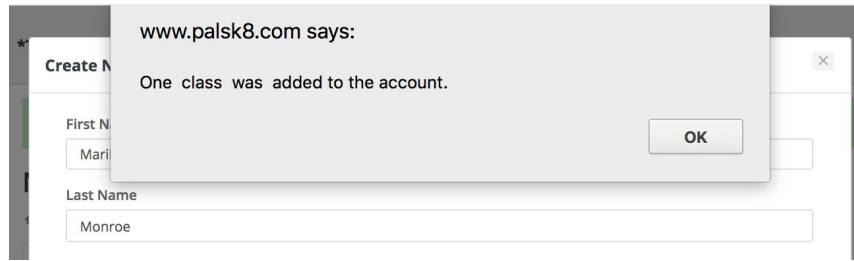 www.palsk8.com says:
One class was added to the account.
OK
Create N
First N
Mari
Last Name
Monroe